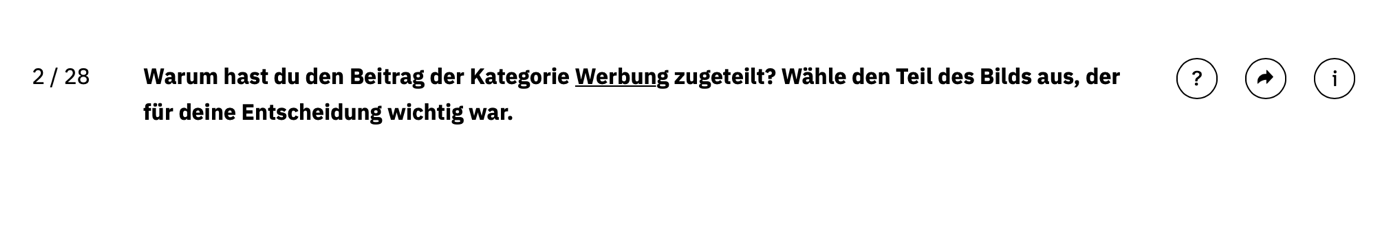 2 / 28 Warum hast du den Beitrag der Kategorie Werbung zugeteilt? Wähle den Teil des Bilds aus, der ? i
für deine Entscheidung wichtig war.